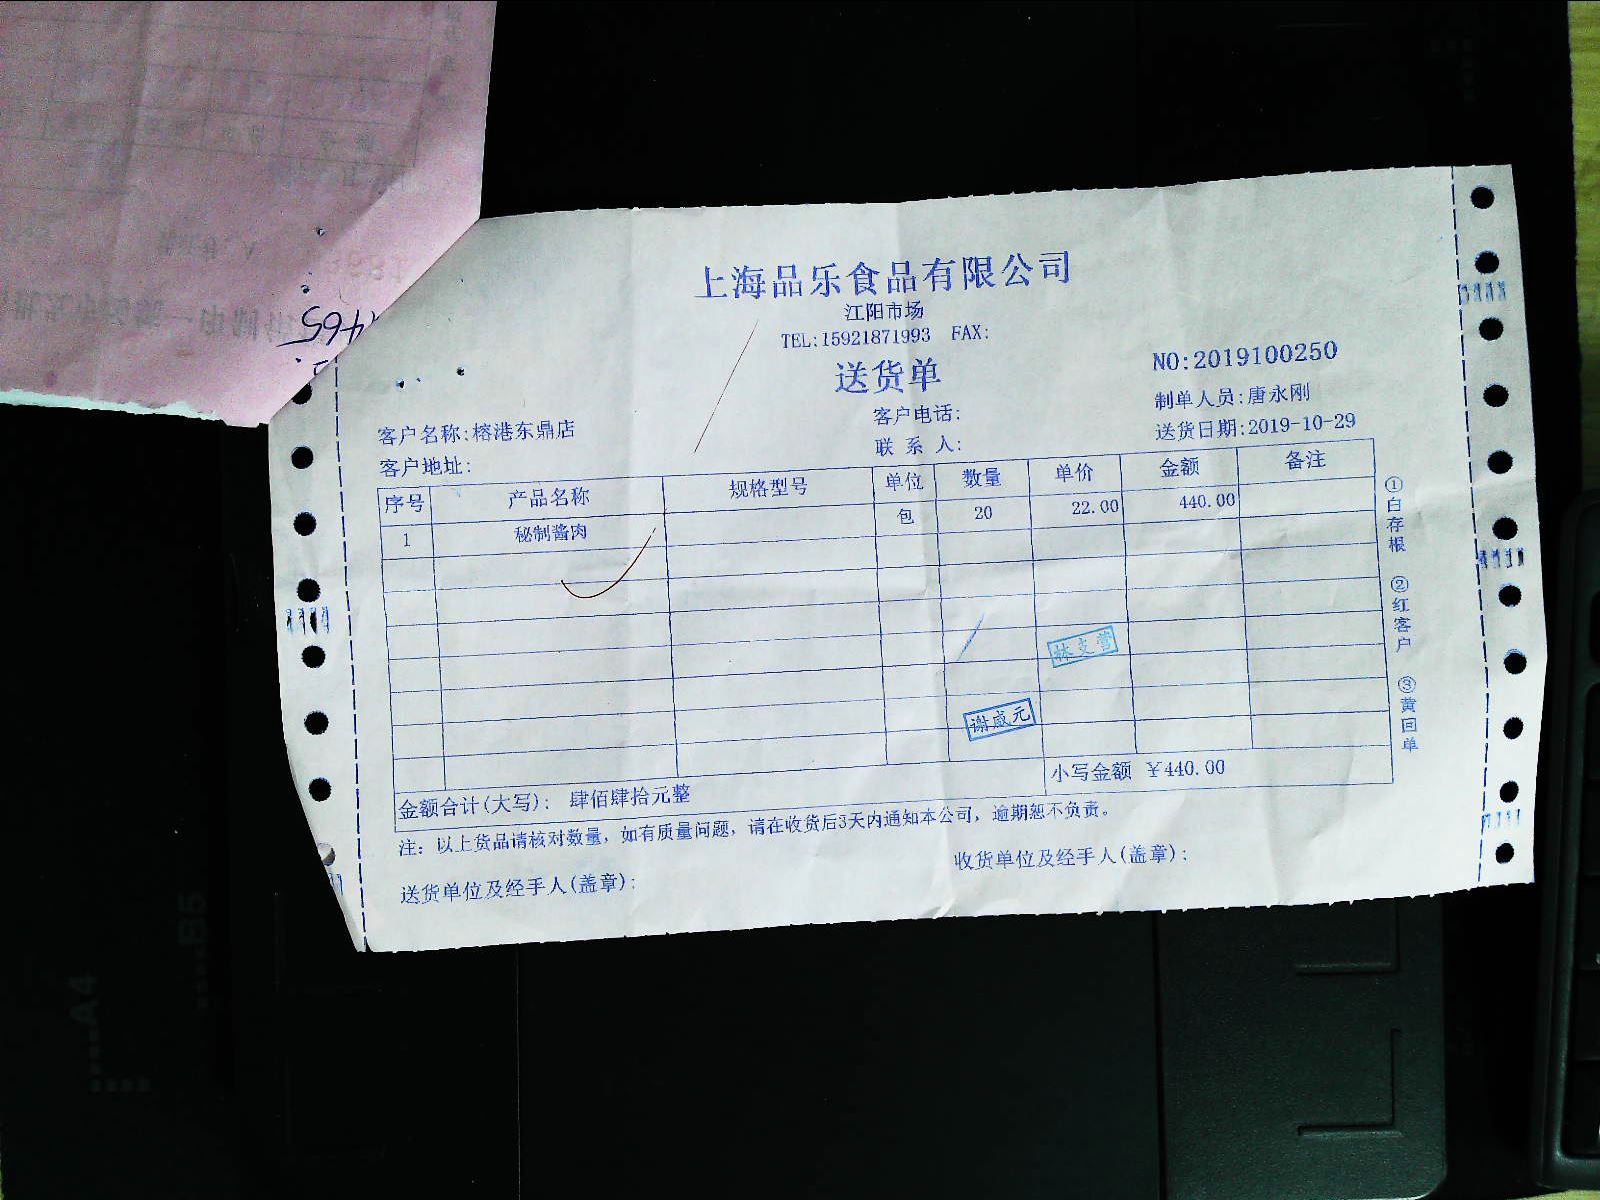 1465
上海品乐食品有限公司
江阳市场
TEL:15921871993 FAX:
送货单
NO:2019100250
客户电话:
制单人员:唐永刚
客户名称:榕港东鼎店
联 系 人:
送货日期:2019-10-29
客户地址:
序号 产品名称 规格型号 单位 数量 单价 金额 备注
1 秘制酱肉 包 20 22.00 440.00
林支营
谢咸元
金额合计(大写): 肆佰肆拾元整 小写金额 ¥440.00
注: 以上货品请核对数量, 如有质量问题, 请在收货后3天内通知本公司, 逾期恕不负责。
送货单位及经手人(盖章): 收货单位及经手人(盖章):
①白存根 ②红客户 ③黄回单
A4
B5